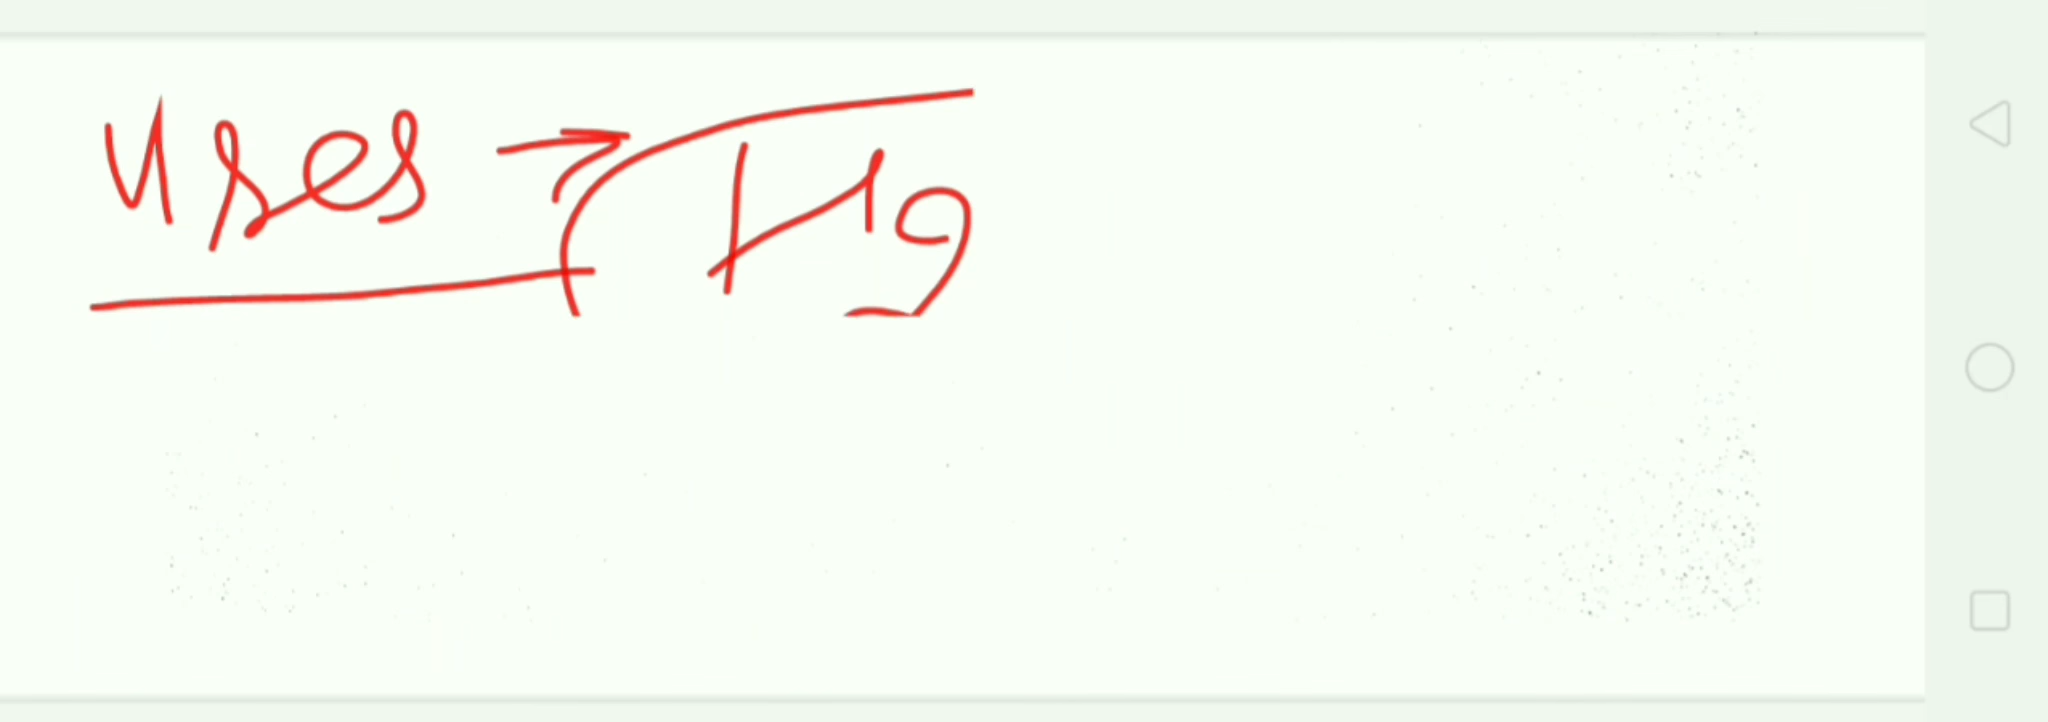 Uses → Hg